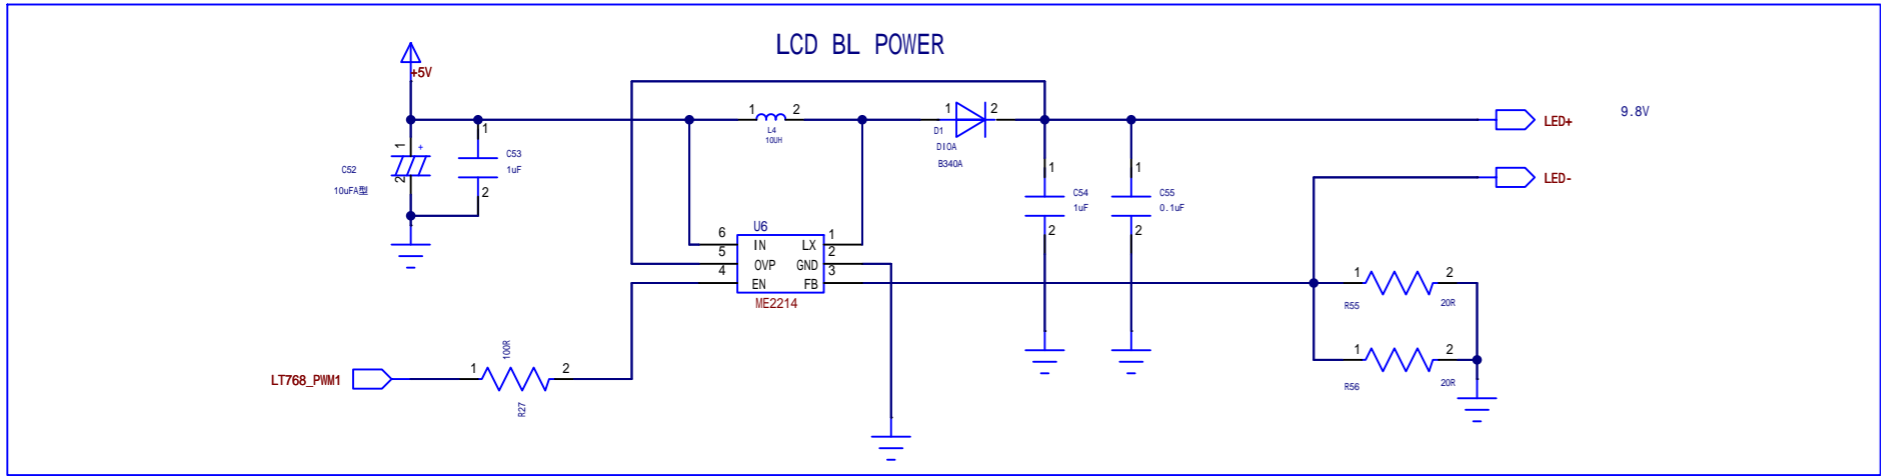 LCD BL POWER
+5V
1
2
L4
10UH
1
2
D1
D10A
B340A
LED+
9.8V
1
2
+
C52
10uFA型
1
2
C53
1uF
1
2
C54
1uF
1
2
C55
0.1uF
LED-
U6
6
IN
LX
1
5
OVP
GND
2
4
EN
FB
3
ME2214
1
2
R55
20R
1
2
R56
20R
LT768_PWM1
1
2
100R
R27